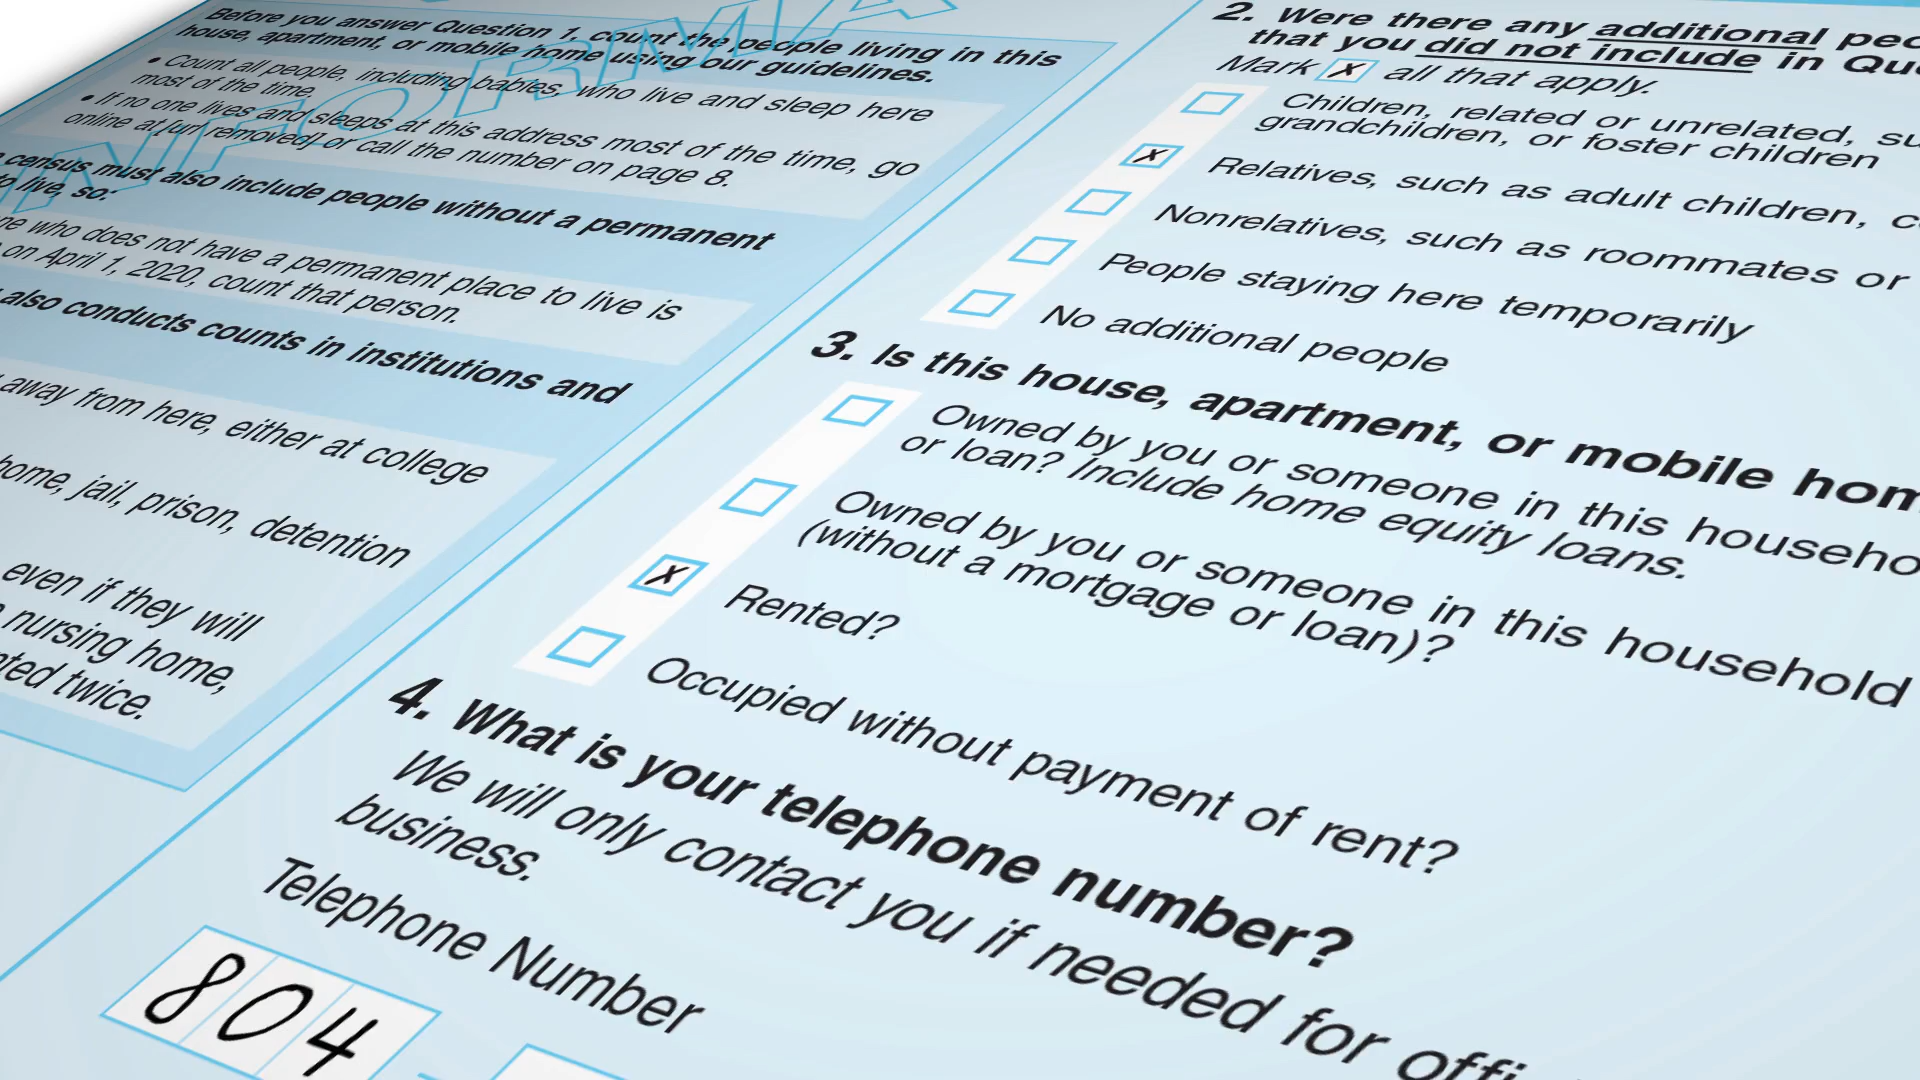 INFORMA
Before you answer Question 1, count the people living in this
house, apartment, or mobile home using our guidelines.
• Count all people, including babies, who live and sleep here
most of the time.
• If no one lives and sleeps at this address most of the time, go
online at [url removed] or call the number on page 8.
census must also include people without a permanent
to live, so:
who does not have a permanent place to live is
on April 1, 2020, count that person.
also conducts counts in institutions and
away from here, either at college
home, jail, prison, detention
even if they will
nursing home,
twice.
2. Were there any additional
that you did not include in
Mark X all that apply.
Children, related or unrelated,
grandchildren, or foster children
X Relatives, such as adult children,
Nonrelatives, such as roommates or
People staying here temporarily
No additional people
3. Is this house, apartment, or mobile
Owned by you or someone in this
or loan? Include home equity loans.
Owned by you or someone in this household
(without a mortgage or loan)?
X Rented?
Occupied without payment of rent?
4. What is your telephone number?
We will only contact you if needed for
business.
Telephone Number
804